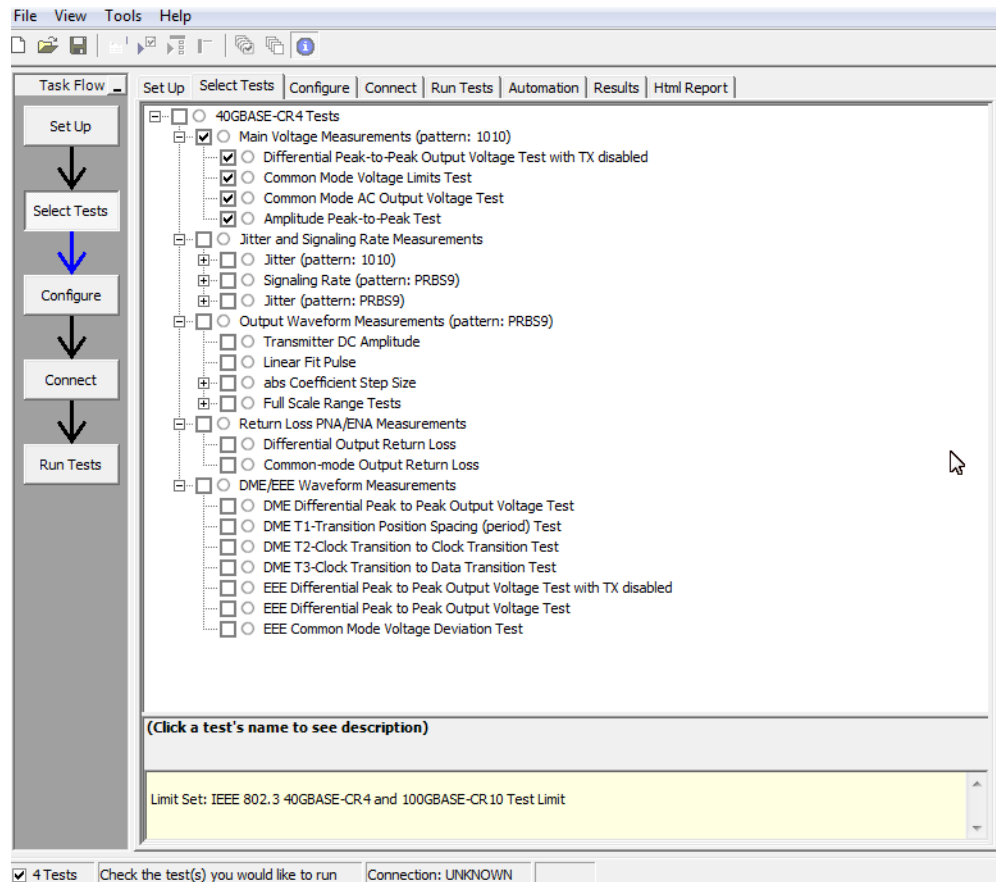 File View Tools Help
Task Flow
Set Up Select Tests Configure Connect Run Tests Automation Results Html Report
Set Up
Select Tests
Configure
Connect
Run Tests
40GBASE-CR4 Tests
Main Voltage Measurements (pattern: 1010)
Differential Peak-to-Peak Output Voltage Test with TX disabled
Common Mode Voltage Limits Test
Common Mode AC Output Voltage Test
Amplitude Peak-to-Peak Test
Jitter and Signaling Rate Measurements
Jitter (pattern: 1010)
Signaling Rate (pattern: PRBS9)
Jitter (pattern: PRBS9)
Output Waveform Measurements (pattern: PRBS9)
Transmitter DC Amplitude
Linear Fit Pulse
abs Coefficient Step Size
Full Scale Range Tests
Return Loss PNA/ENA Measurements
Differential Output Return Loss
Common-mode Output Return Loss
DME/EEE Waveform Measurements
DME Differential Peak to Peak Output Voltage Test
DME T1-Transition Position Spacing (period) Test
DME T2-Clock Transition to Clock Transition Test
DME T3-Clock Transition to Data Transition Test
EEE Differential Peak to Peak Output Voltage Test with TX disabled
EEE Differential Peak to Peak Output Voltage Test
EEE Common Mode Voltage Deviation Test
(Click a test's name to see description)
Limit Set: IEEE 802.3 40GBASE-CR4 and 100GBASE-CR10 Test Limit
4 Tests Check the test(s) you would like to run Connection: UNKNOWN